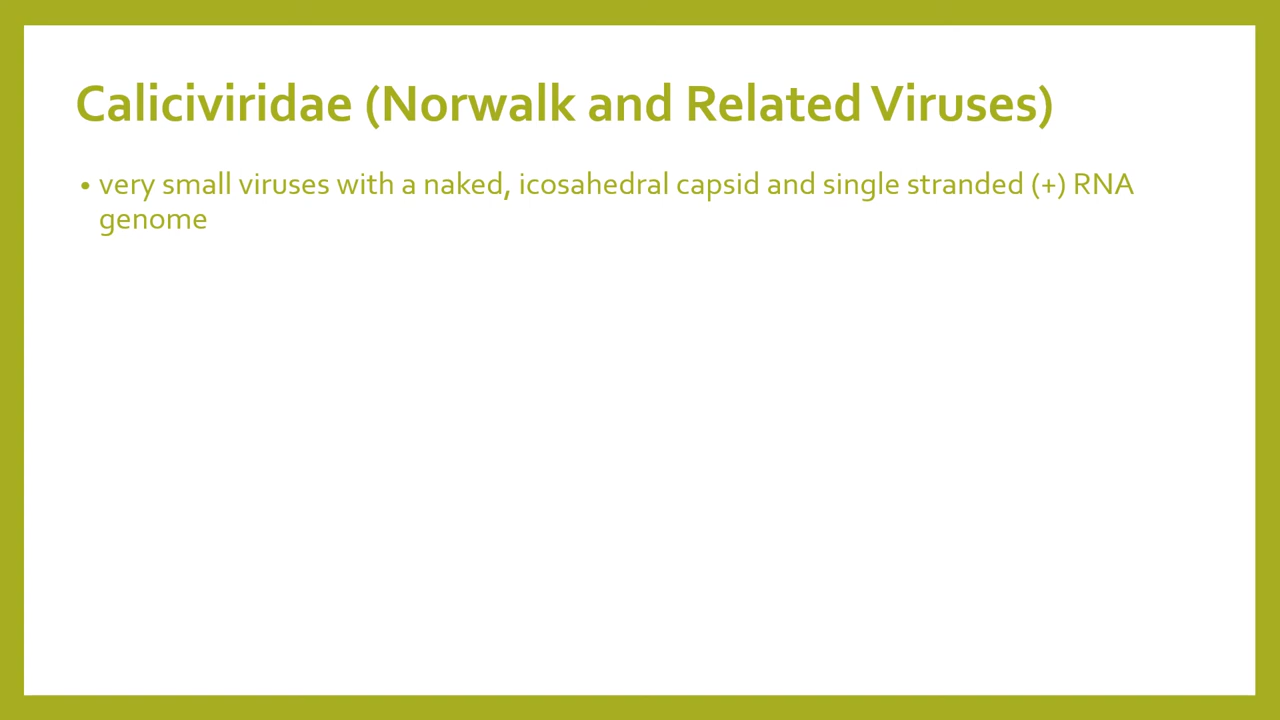 Caliciviridae (Norwalk and Related Viruses)
• very small viruses with a naked, icosahedral capsid and single stranded (+) RNA
genome